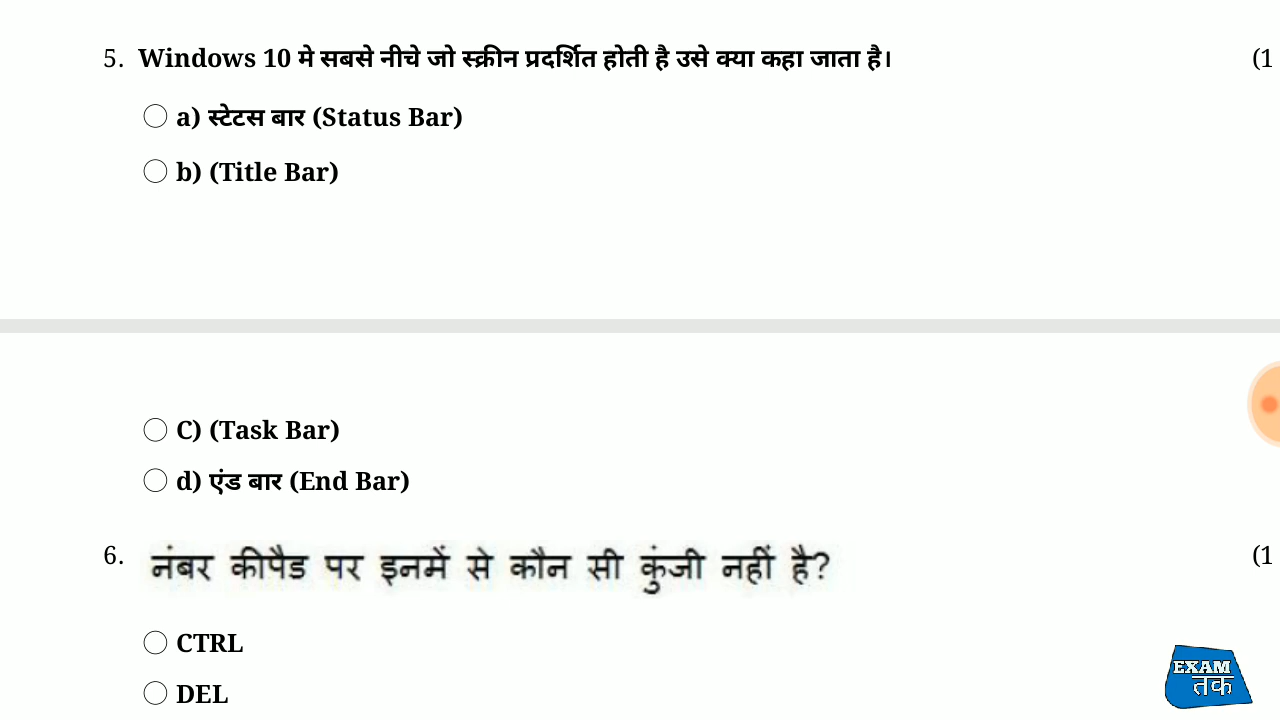 5. Windows 10 मे सबसे नीचे जो स्क्रीन प्रदर्शित होती है उसे क्या कहा जाता है। (1
a) स्टेटस बार (Status Bar)
b) (Title Bar)
C) (Task Bar)
d) एंड बार (End Bar)
6. नंबर कीपैड पर इनमें से कौन सी कुंजी नहीं है? (1
CTRL
DEL
EXAM
तक